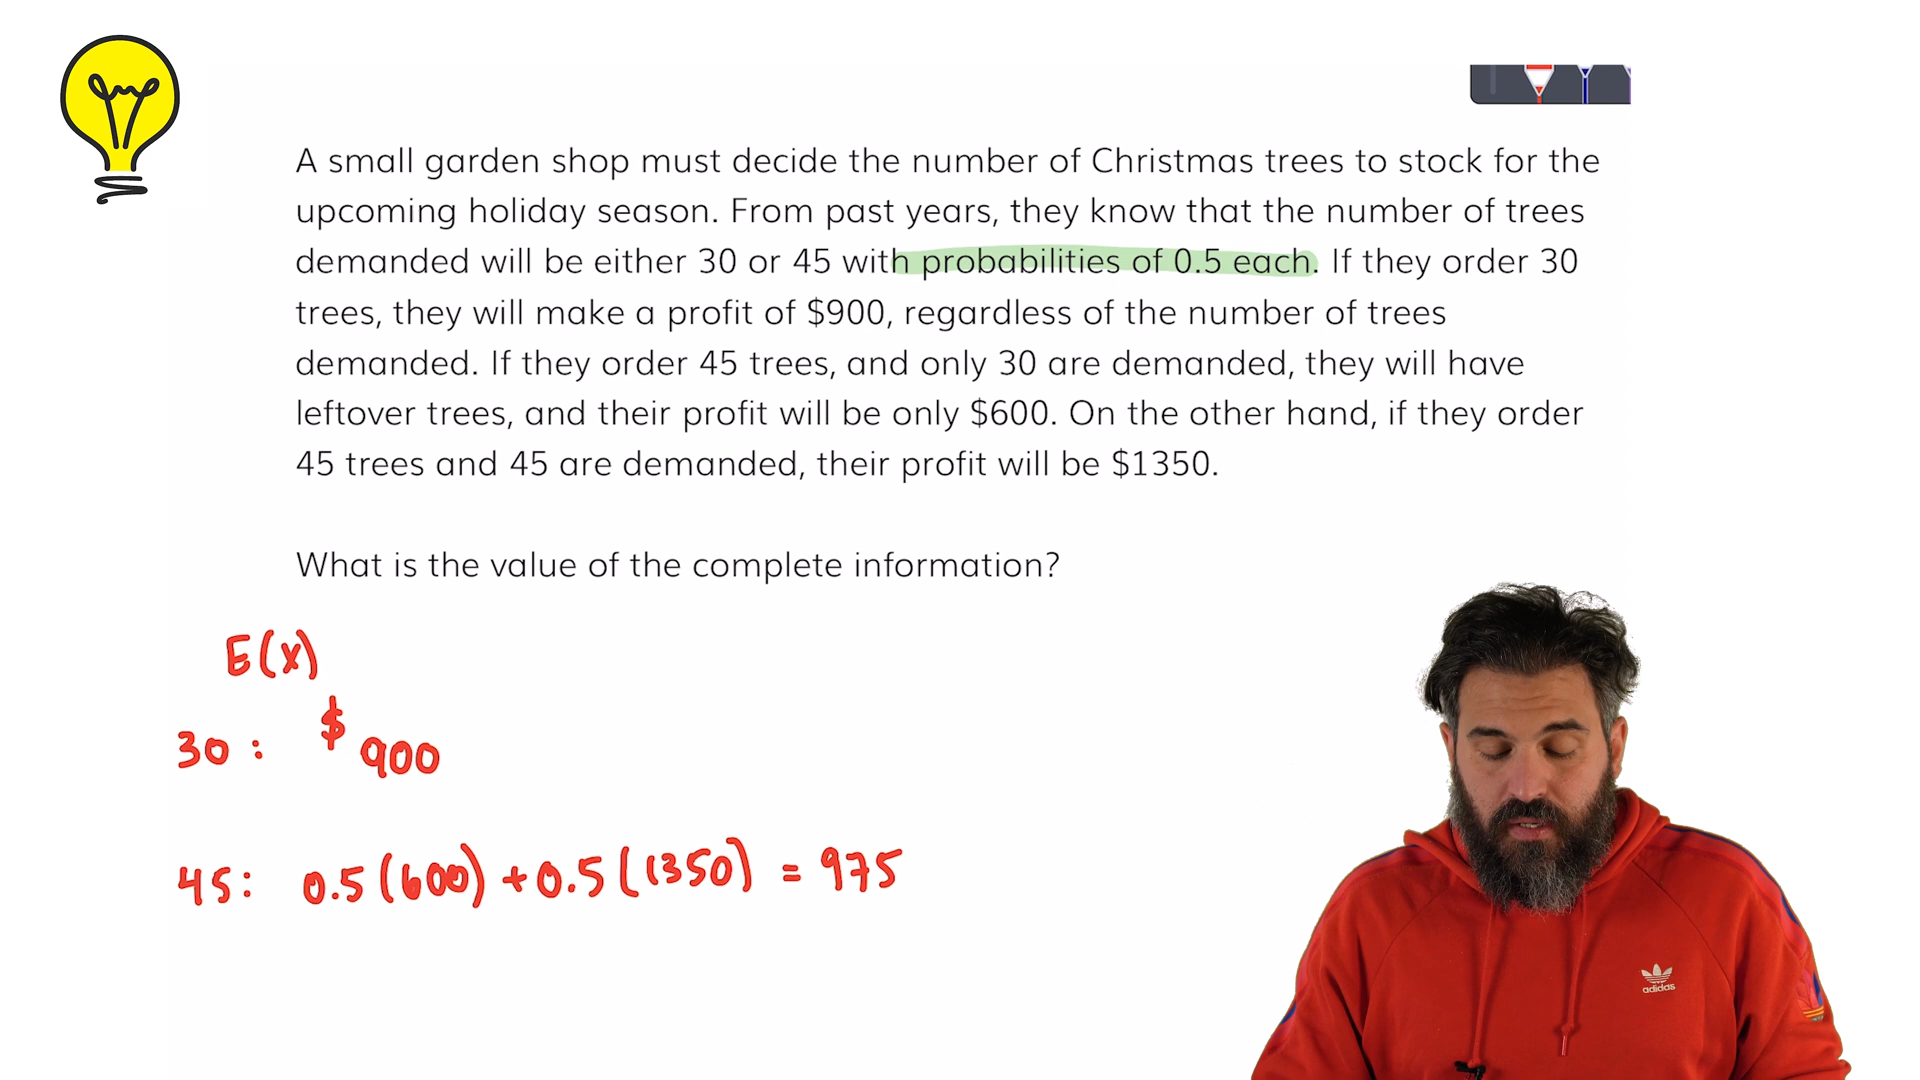 A small garden shop must decide the number of Christmas trees to stock for the
upcoming holiday season. From past years, they know that the number of trees
demanded will be either 30 or 45 with probabilities of 0.5 each. If they order 30
trees, they will make a profit of $900, regardless of the number of trees
demanded. If they order 45 trees, and only 30 are demanded, they will have
leftover trees, and their profit will be only $600. On the other hand, if they order
45 trees and 45 are demanded, their profit will be $1350.
What is the value of the complete information?
E(X)
30 : $ 900
45: 0.5(600) + 0.5(1350) = 975
adidas